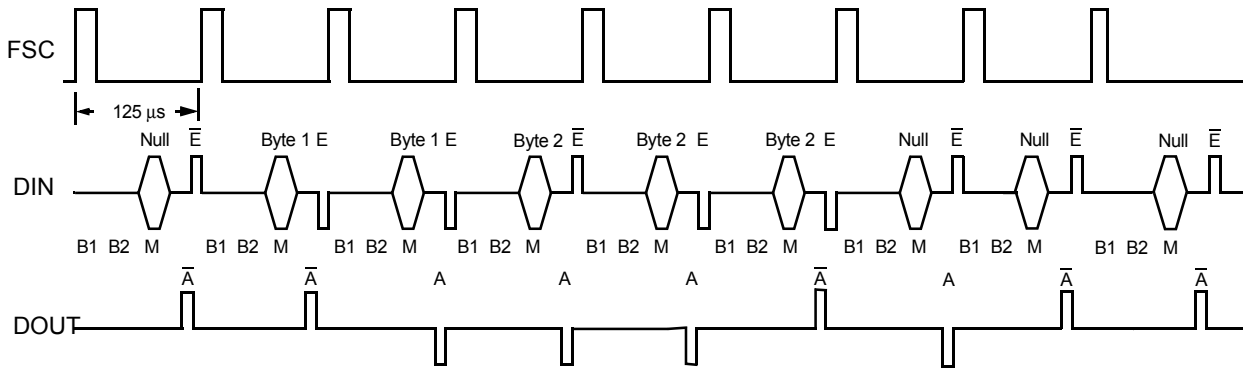 FSC
125 μs
Null E̅ Byte 1 E Byte 1 E Byte 2 E̅ Byte 2 E Byte 2 E Null E̅ Null E̅ Null E̅
DIN
B1 B2 M B1 B2 M B1 B2 M B1 B2 M B1 B2 M B1 B2 M B1 B2 M B1 B2 M B1 B2 M
A̅ A̅ A A A A̅ A A̅ A̅
DOUT